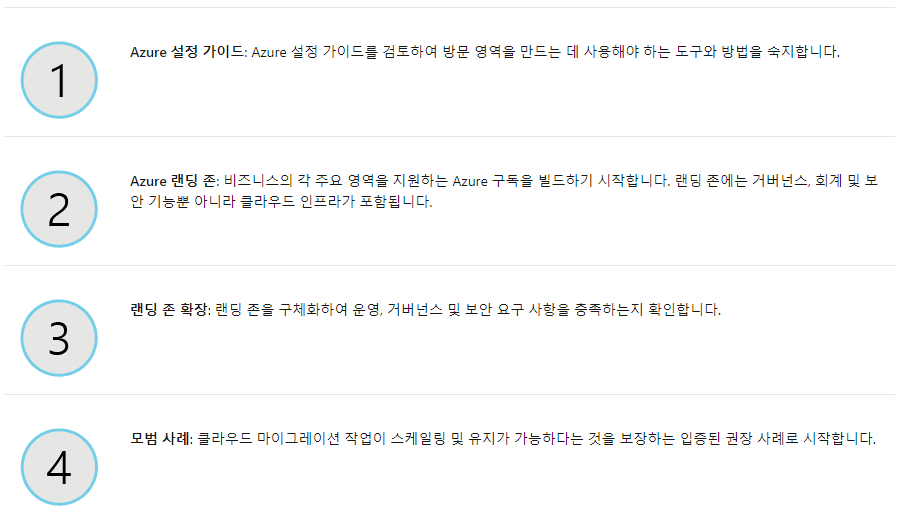 1
Azure 설정 가이드: Azure 설정 가이드를 검토하여 방문 영역을 만드는 데 사용해야 하는 도구와 방법을 숙지합니다.
2
Azure 랜딩 존: 비즈니스의 각 주요 영역을 지원하는 Azure 구독을 빌드하기 시작합니다. 랜딩 존에는 거버넌스, 회계 및 보
안 기능뿐 아니라 클라우드 인프라가 포함됩니다.
3
랜딩 존 확장: 랜딩 존을 구체화하여 운영, 거버넌스 및 보안 요구 사항을 충족하는지 확인합니다.
4
모범 사례: 클라우드 마이그레이션 작업이 스케일링 및 유지가 가능하다는 것을 보장하는 입증된 권장 사례로 시작합니다.